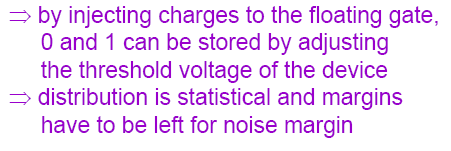 ⇒ by injecting charges to the floating gate,
0 and 1 can be stored by adjusting
the threshold voltage of the device
⇒ distribution is statistical and margins
have to be left for noise margin